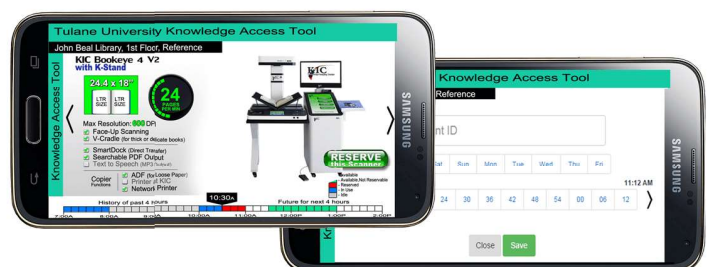 Tulane University Knowledge Access Tool
John Beal Library, 1st Floor, Reference
Knowledge Access Tool
KIC Bookeye 4 V2
with K-Stand
24.4 x 18"
LTR SIZE
LTR SIZE
24
PAGES
PER MIN
Max Resolution: 600 DPI
Face-Up Scanning
V-Cradle (for thick or delicate books)
SmartDock (Direct Transfer)
Searchable PDF Output
Text to Speech (MP3 Output)
Copier
Functions
ADF (for Loose Paper)
Printer at KIC
Network Printer
KIC
RESERVE
this Scanner
Available
Available,Not Reservable
Reserved
In Use
Idle
10:30A
History of past 4 hours
Future for next 4 hours
7:00A 8:00A 9:00A 10:00A 11:00A 12:00P 1:00P 2:00P
SAMSUNG
Knowledge Access Tool
Reference
nt ID
Sat Sun Mon Tue Wed Thu Fri
11:12 AM
24 30 36 42 48 54 00 06 12
Close Save
SAMSUNG